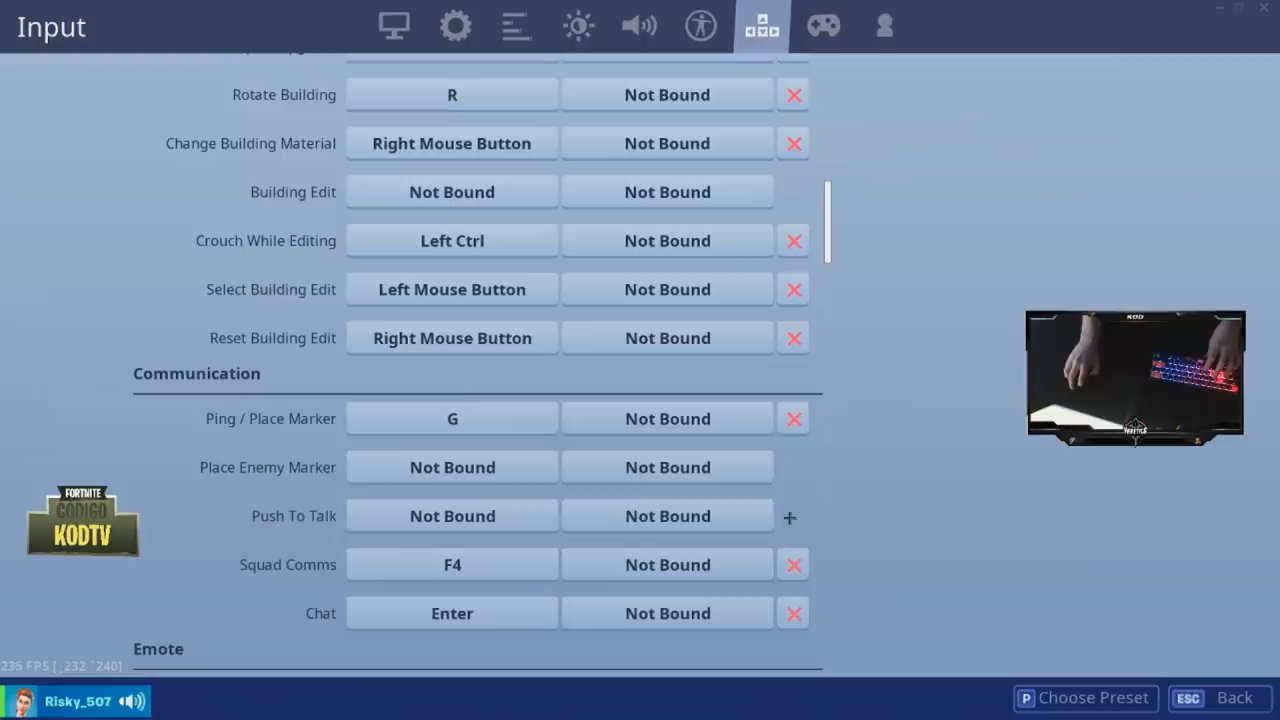 Input
Rotate Building R Not Bound
Change Building Material Right Mouse Button Not Bound
Building Edit Not Bound Not Bound
Crouch While Editing Left Ctrl Not Bound
Select Building Edit Left Mouse Button Not Bound
Reset Building Edit Right Mouse Button Not Bound
Communication
Ping / Place Marker G Not Bound
Place Enemy Marker Not Bound Not Bound
Push To Talk Not Bound Not Bound
Squad Comms F4 Not Bound
Chat Enter Not Bound
Emote
KOD
FORTNITE
CODIGO
KODTV
Risky_507
P Choose Preset
ESC Back